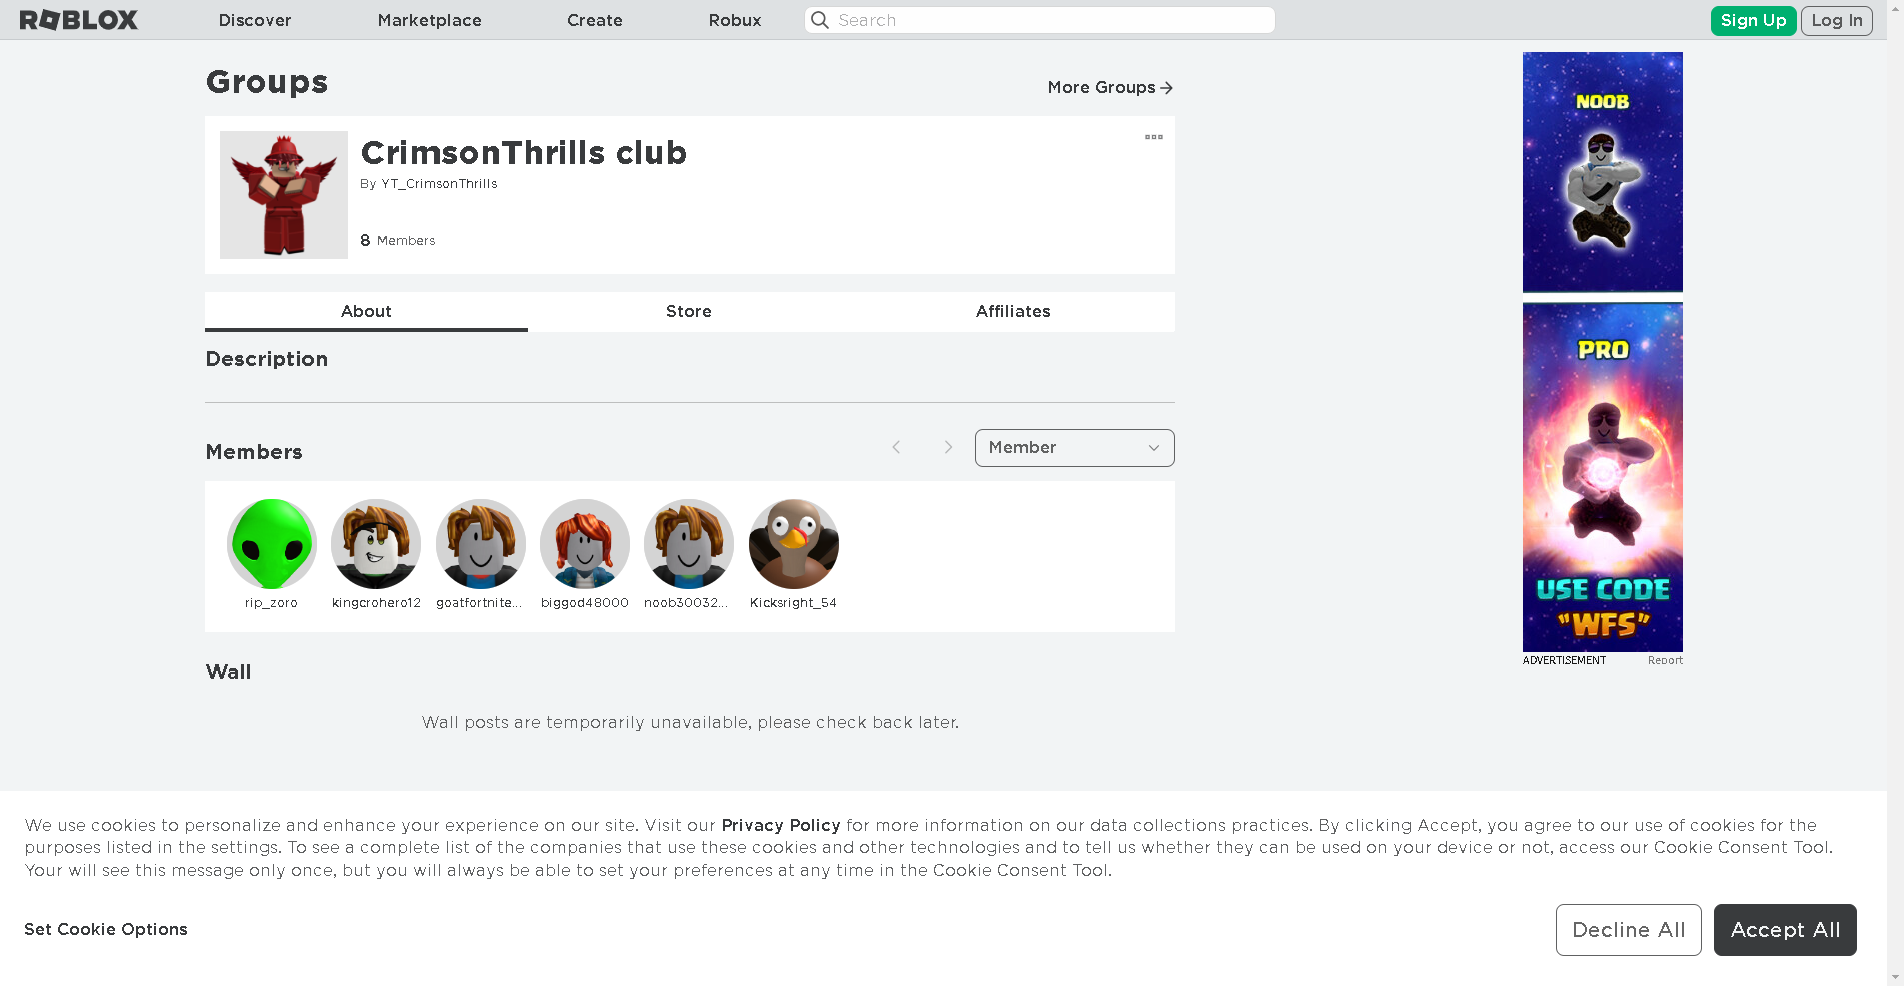 ROBLOX
Discover
Marketplace
Create
Robux
Search
Sign Up
Log In
Groups
More Groups
CrimsonThrills club
By YT_CrimsonThrills
8 Members
About
Store
Affiliates
Description
Members
Member
rip_zoro
kingcrohero12
goatfortnite...
biggod48000
noob30032...
Kicksright_54
Wall
Wall posts are temporarily unavailable, please check back later.
NOOB
PRO
USE CODE
"WFS"
ADVERTISEMENT
Report
We use cookies to personalize and enhance your experience on our site. Visit our Privacy Policy for more information on our data collections practices. By clicking Accept, you agree to our use of cookies for the
purposes listed in the settings. To see a complete list of the companies that use these cookies and other technologies and to tell us whether they can be used on your device or not, access our Cookie Consent Tool.
Your will see this message only once, but you will always be able to set your preferences at any time in the Cookie Consent Tool.
Set Cookie Options
Decline All
Accept All